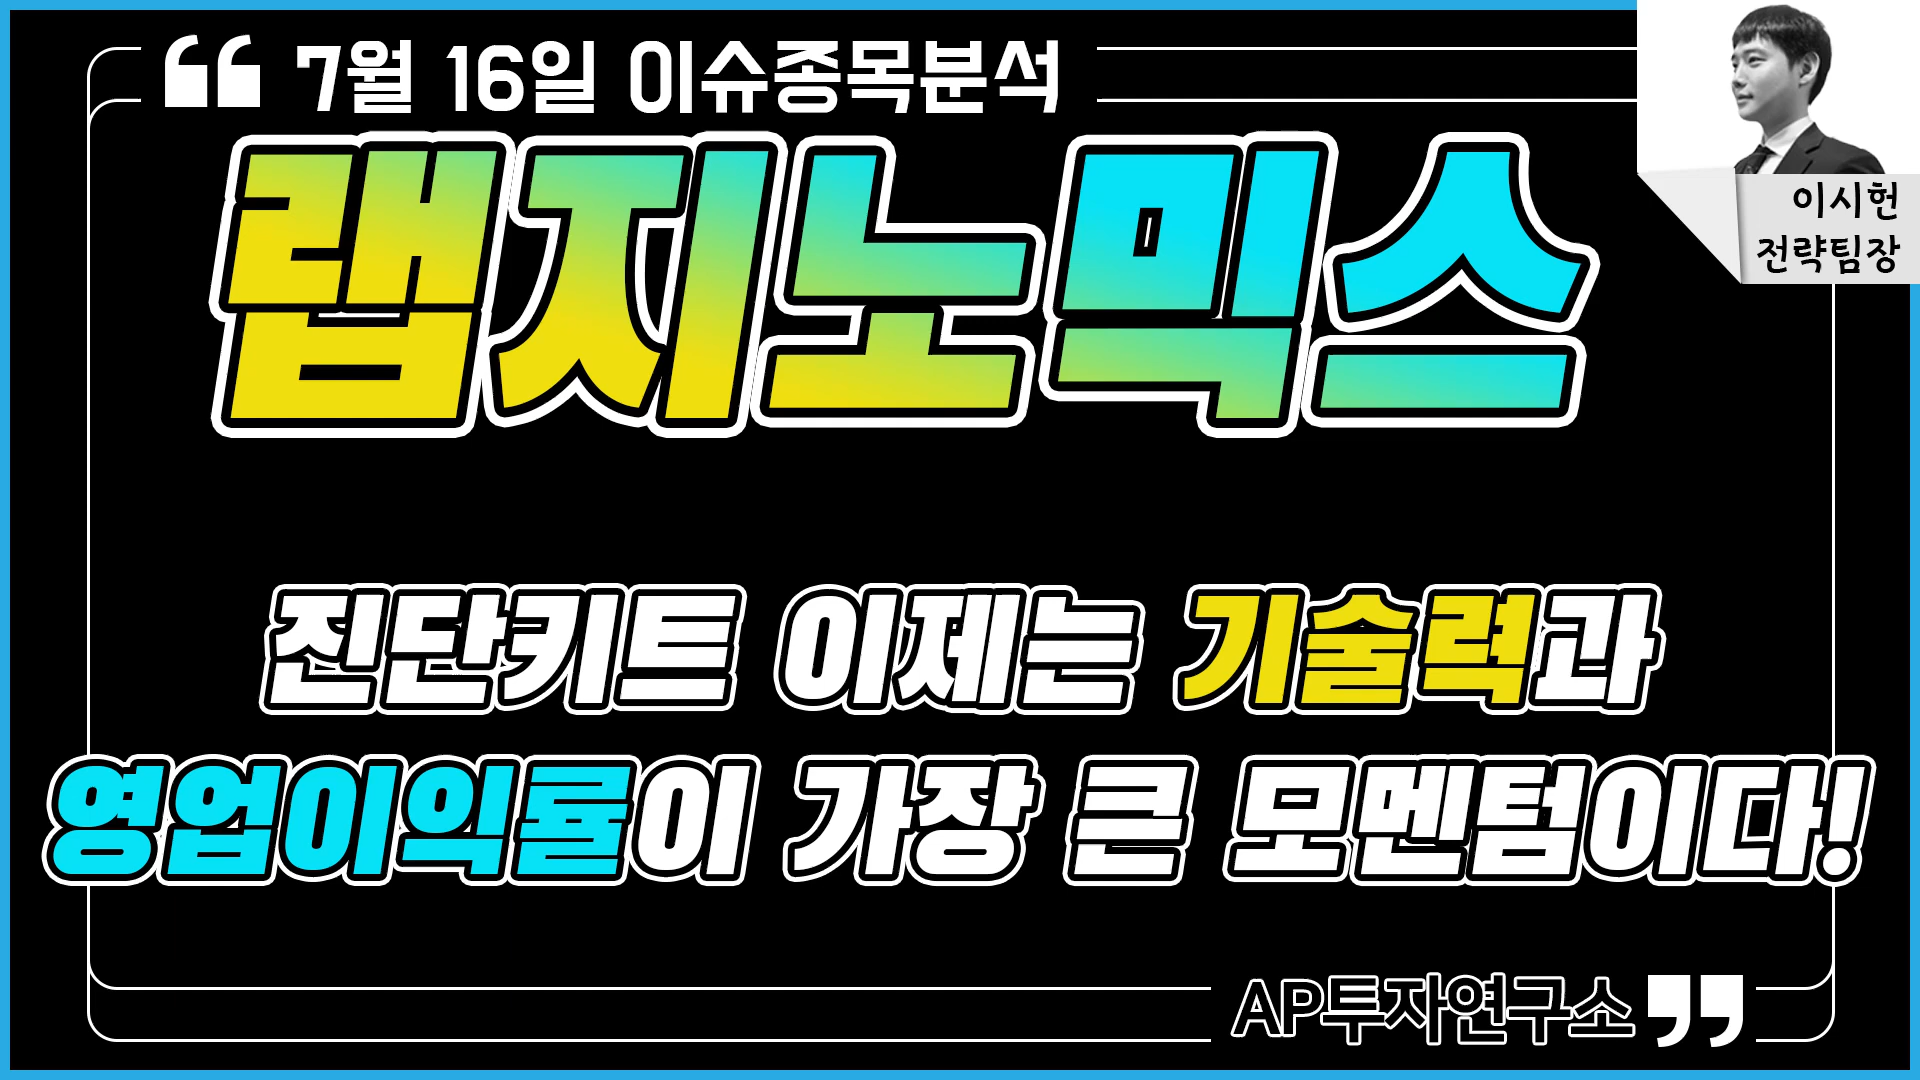 ❝ 7월 16일 이슈종목분석
이시헌
전략팀장
랩지노믹스
진단키트 이제는 기술력과
영업이익률이 가장 큰 모멘텀이다!
AP투자연구소 ❞